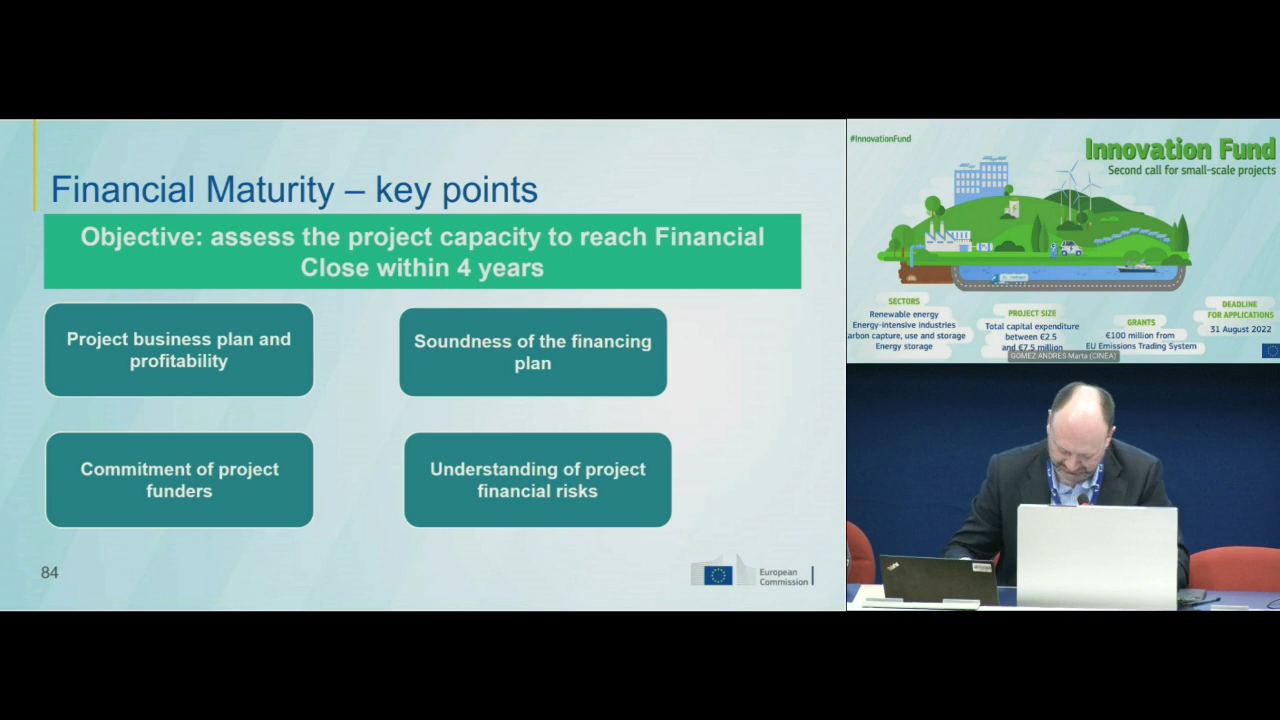 Financial Maturity – key points
Objective: assess the project capacity to reach Financial
Close within 4 years
Project business plan and
profitability
Soundness of the financing
plan
Commitment of project
funders
Understanding of project
financial risks
84
European
Commission
#InnovationFund
Innovation Fund
Second call for small-scale projects
SECTORS
Renewable energy
Energy-intensive industries
arbon capture, use and storage
Energy storage
PROJECT SIZE
Total capital expenditure
between €2.5
and €7.5 million
GRANTS
€100 million from
EU Emissions Trading System
DEADLINE
FOR APPLICATIONS
31 August 2022
GOMEZ ANDRES Marta (CINEA)